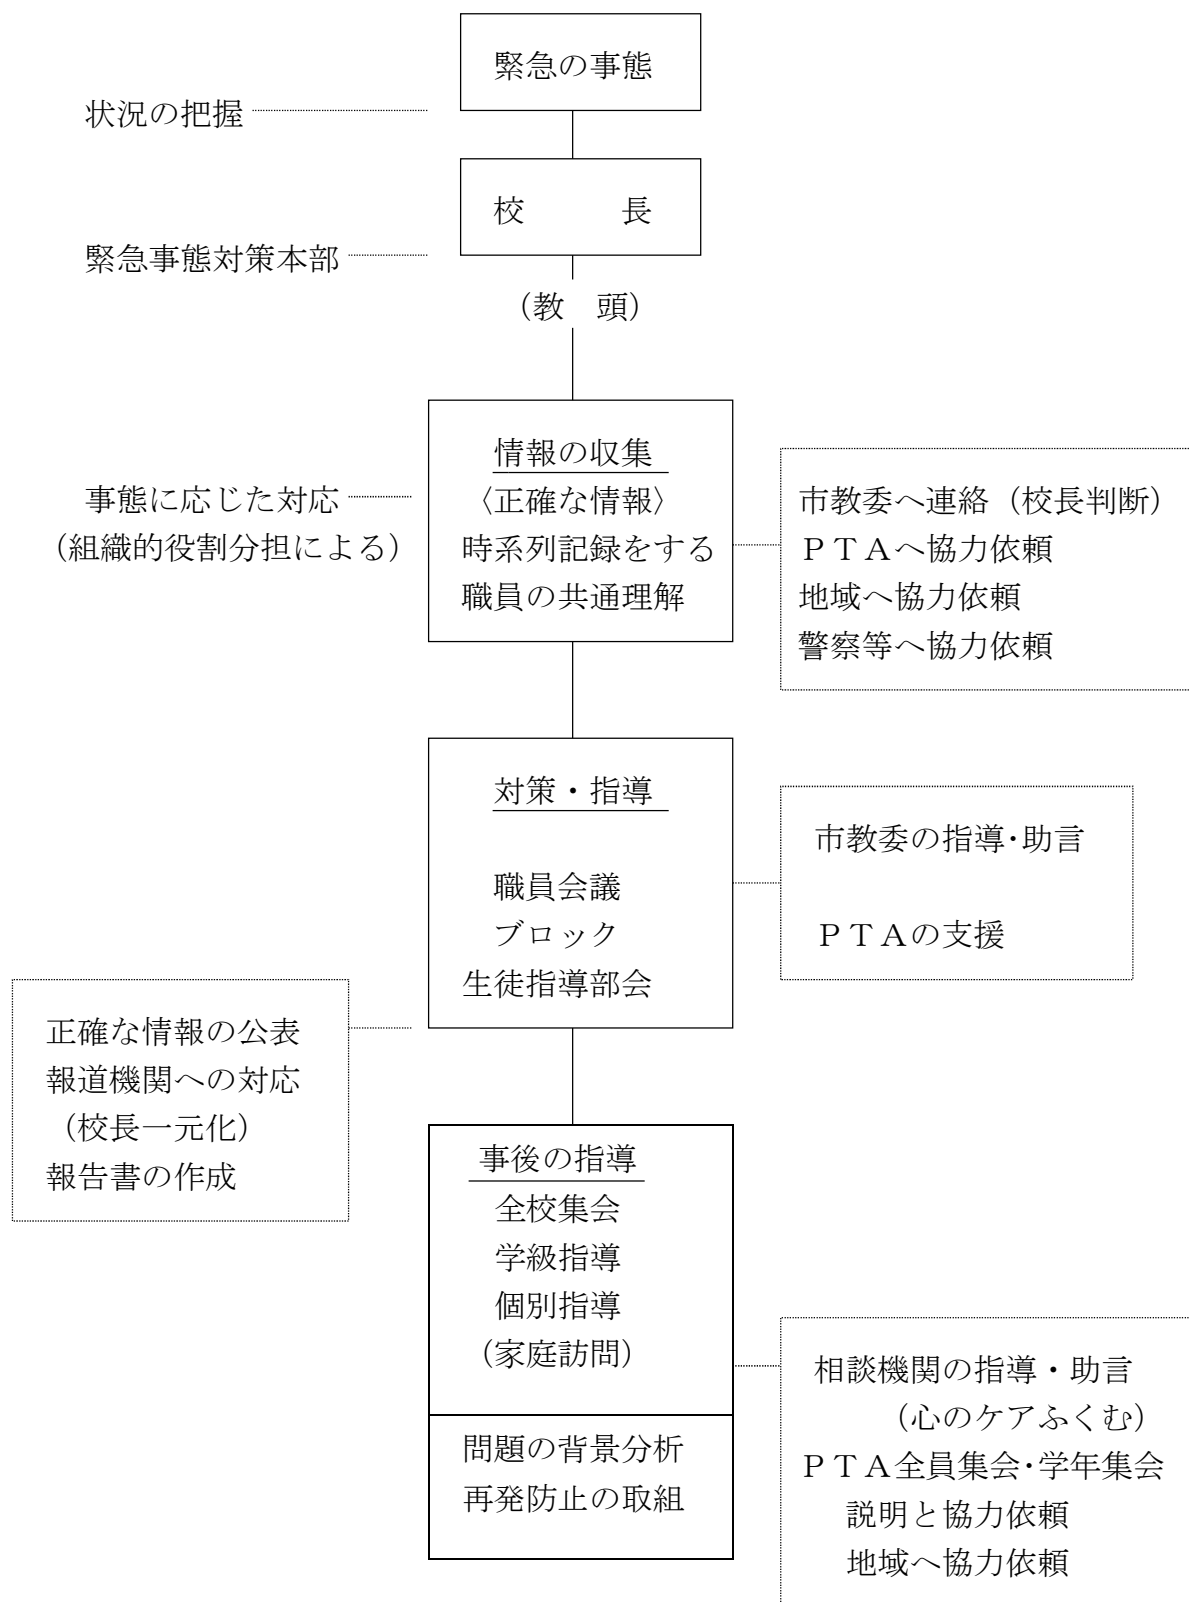 緊急の事態
状況の把握
校　　　長
緊急事態対策本部
（教　頭）
情報の収集
事態に応じた対応
（組織的役割分担による）
〈正確な情報〉
時系列記録をする
職員の共通理解
市教委へ連絡（校長判断）
ＰＴＡへ協力依頼
地域へ協力依頼
警察等へ協力依頼
対策・指導
職員会議
ブロック
生徒指導部会
市教委の指導･助言
ＰＴＡの支援
正確な情報の公表
報道機関への対応
（校長一元化）
報告書の作成
事後の指導
全校集会
学級指導
個別指導
（家庭訪問）
問題の背景分析
再発防止の取組
相談機関の指導・助言
（心のケアふくむ）
ＰＴＡ全員集会･学年集会
説明と協力依頼
地域へ協力依頼